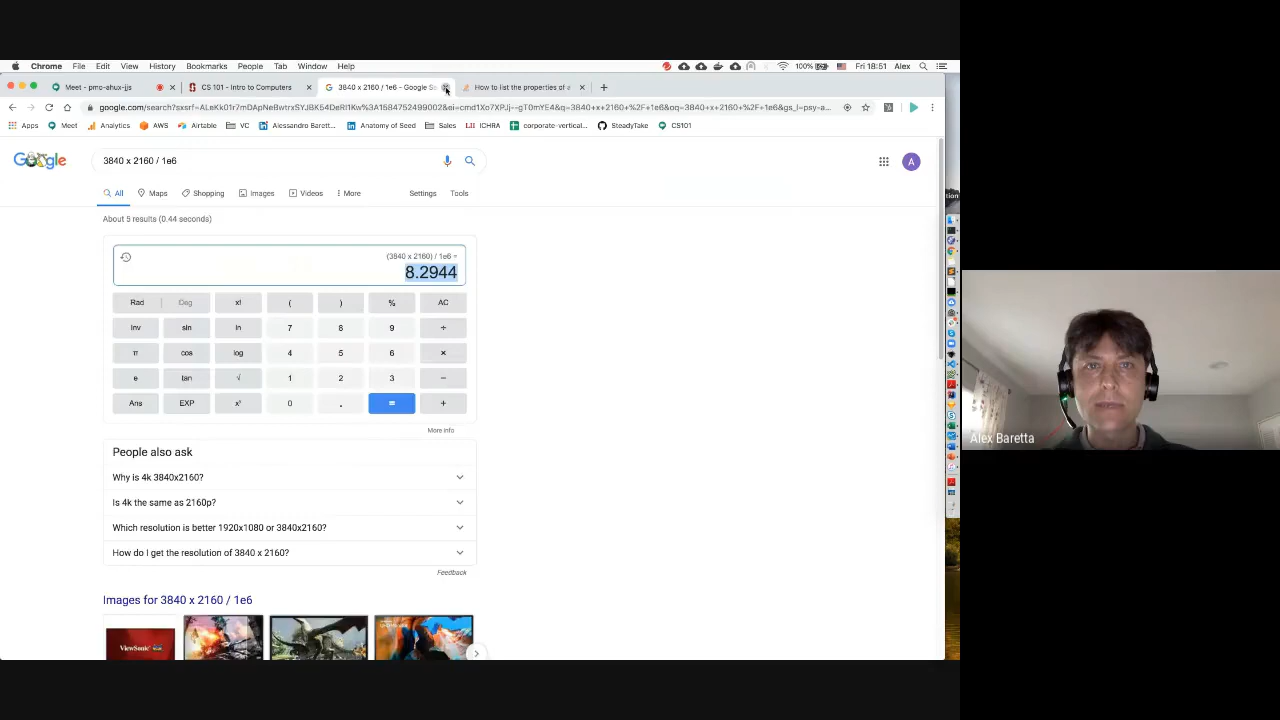 Chrome File Edit View History Bookmarks People Tab Window Help 100% Fri 18:51 Alex
Meet - pmo-ahux-jjs CS 101 - Intro to Computers 3840 x 2160 / 1e6 - Google Se How to list the properties of a
google.com/search?sxsrf=
Apps Meet Analytics AWS Airtable VC Alessandro Barett... Anatomy of Seed Sales ICHRA corporate-vertical... SteadyTake CS101
Google 3840 x 2160 / 1e6 A
All Maps Shopping Images Videos More Settings Tools
About 5 results (0.44 seconds)
(3840 x 2160) / 1e6 =
8.2944
Rad Deg x! ( ) % AC
Inv sin ln 7 8 9 ÷
π cos log 4 5 6 ×
e tan √ 1 2 3 −
Ans EXP 0 . = +
More info
People also ask
Why is 4k 3840x2160?
Is 4k the same as 2160p?
Which resolution is better 1920x1080 or 3840x2160?
How do I get the resolution of 3840 x 2160?
Feedback
Images for 3840 x 2160 / 1e6
ViewSonic
Alex Baretta